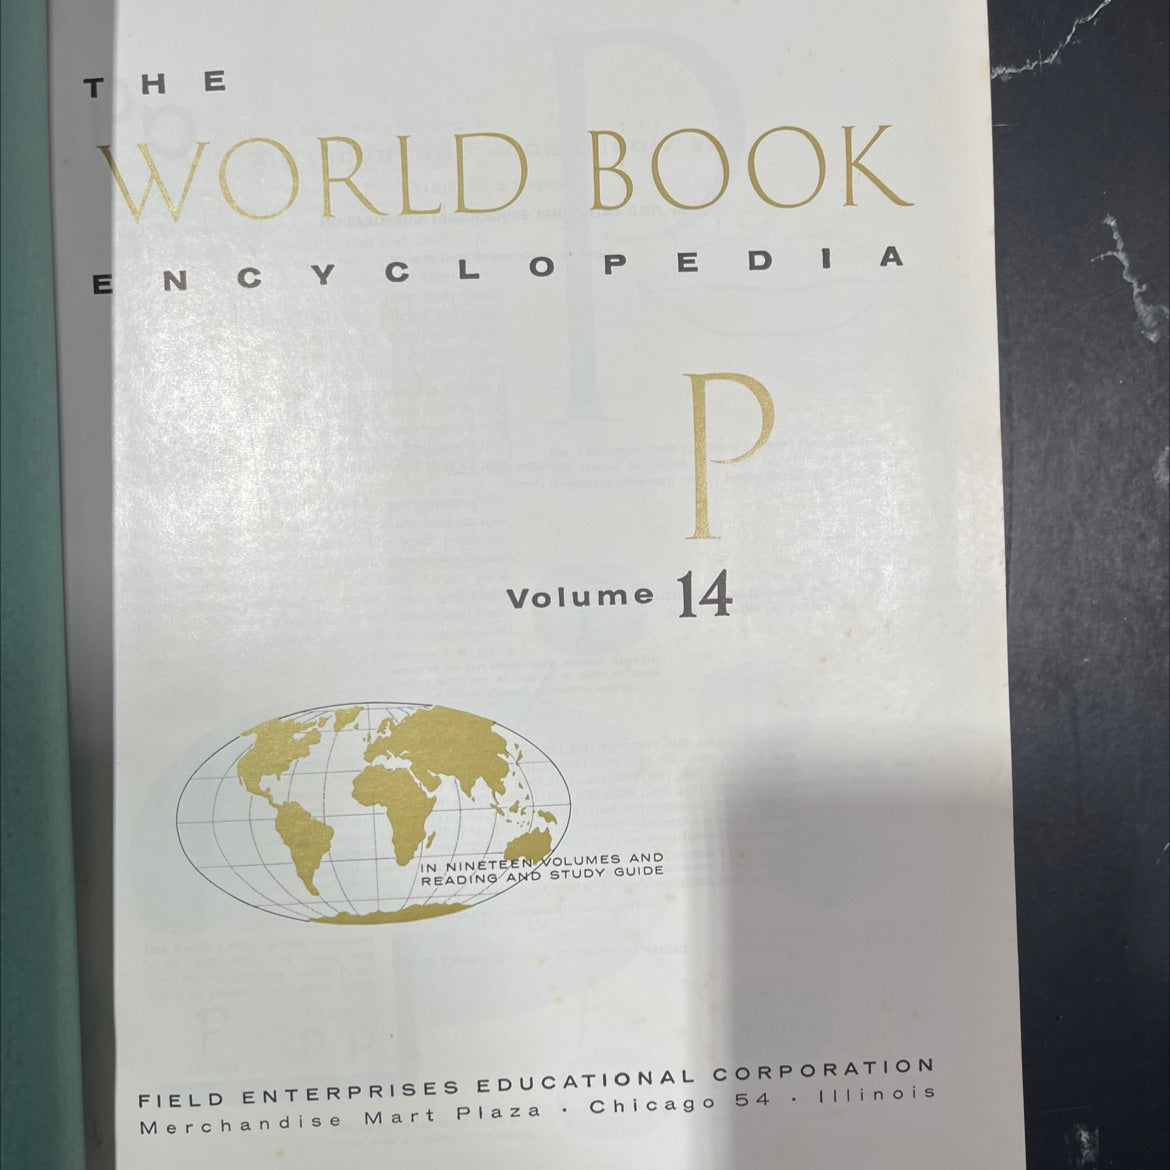 THE
WORLD BOOK
ENCYCLOPEDIA
P
Volume 14
IN NINETEEN VOLUMES AND
READING AND STUDY GUIDE
FIELD ENTERPRISES EDUCATIONAL CORPORATION
Merchandise Mart Plaza · Chicago 54 · Illinois